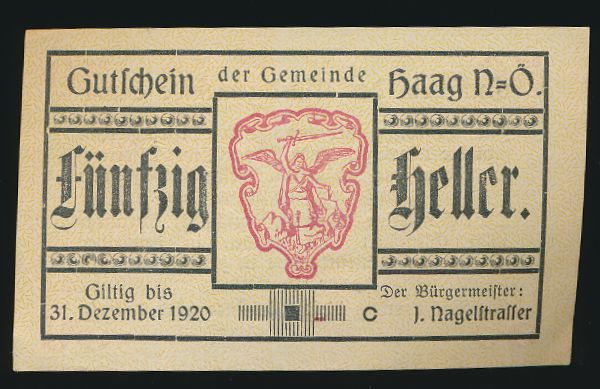 Gutschein der Gemeinde Haag N=Ö.
Fünfzig Heller.
Giltig bis
31. Dezember 1920
C
Der Bürgermeister:
J. Nagelstrasser